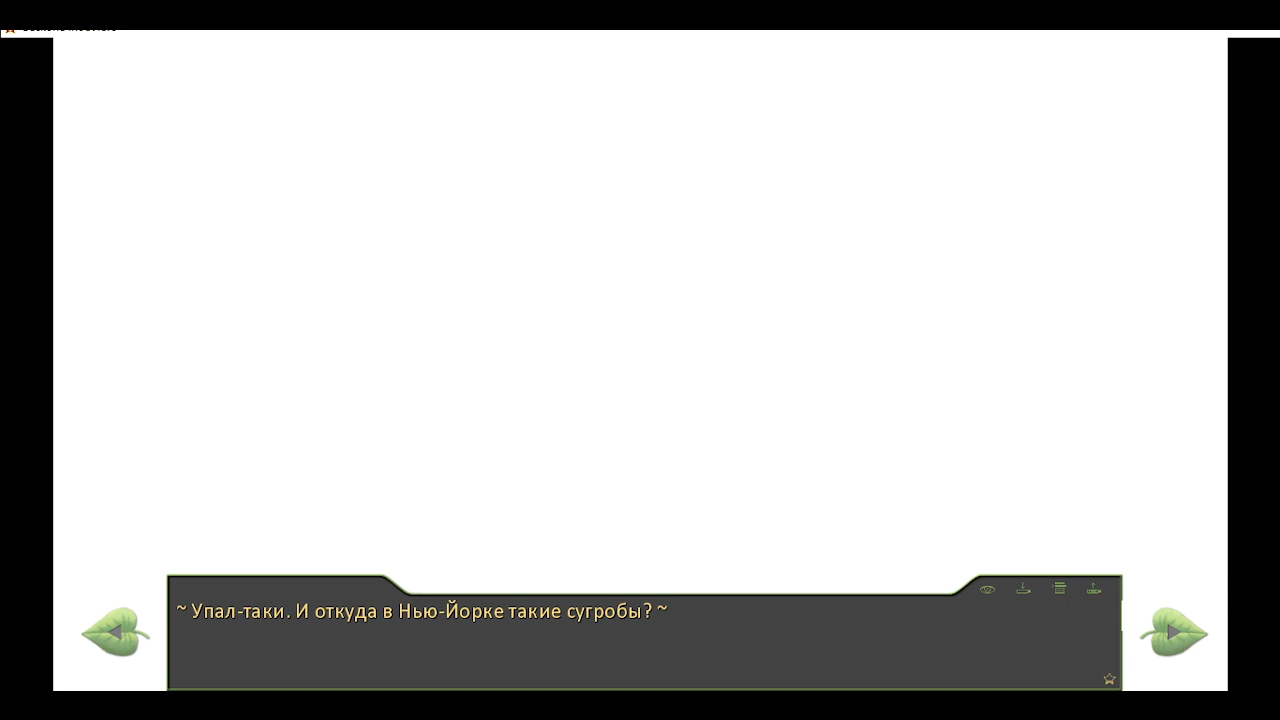 ~ Упал-таки. И откуда в Нью-Йорке такие сугробы? ~